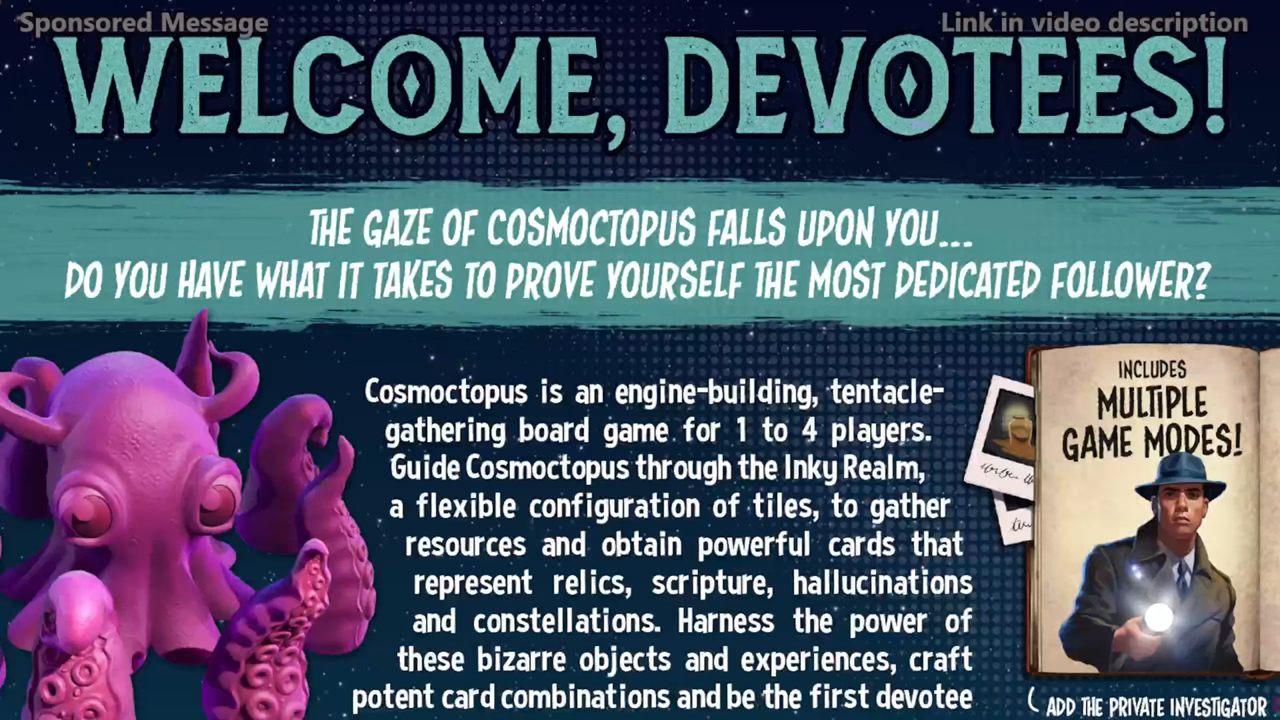 Sponsored Message
Link in video description
WELCOME, DEVOTEES!
THE GAZE OF COSMOCTOPUS FALLS UPON YOU...
DO YOU HAVE WHAT IT TAKES TO PROVE YOURSELF THE MOST DEDICATED FOLLOWER?
Cosmoctopus is an engine-building, tentacle-
gathering board game for 1 to 4 players.
Guide Cosmoctopus through the Inky Realm,
a flexible configuration of tiles, to gather
resources and obtain powerful cards that
represent relics, scripture, hallucinations
and constellations. Harness the power of
these bizarre objects and experiences, craft
potent card combinations and be the first devotee
INCLUDES
MULTIPLE
GAME MODES!
ADD THE PRIVATE INVESTIGATOR